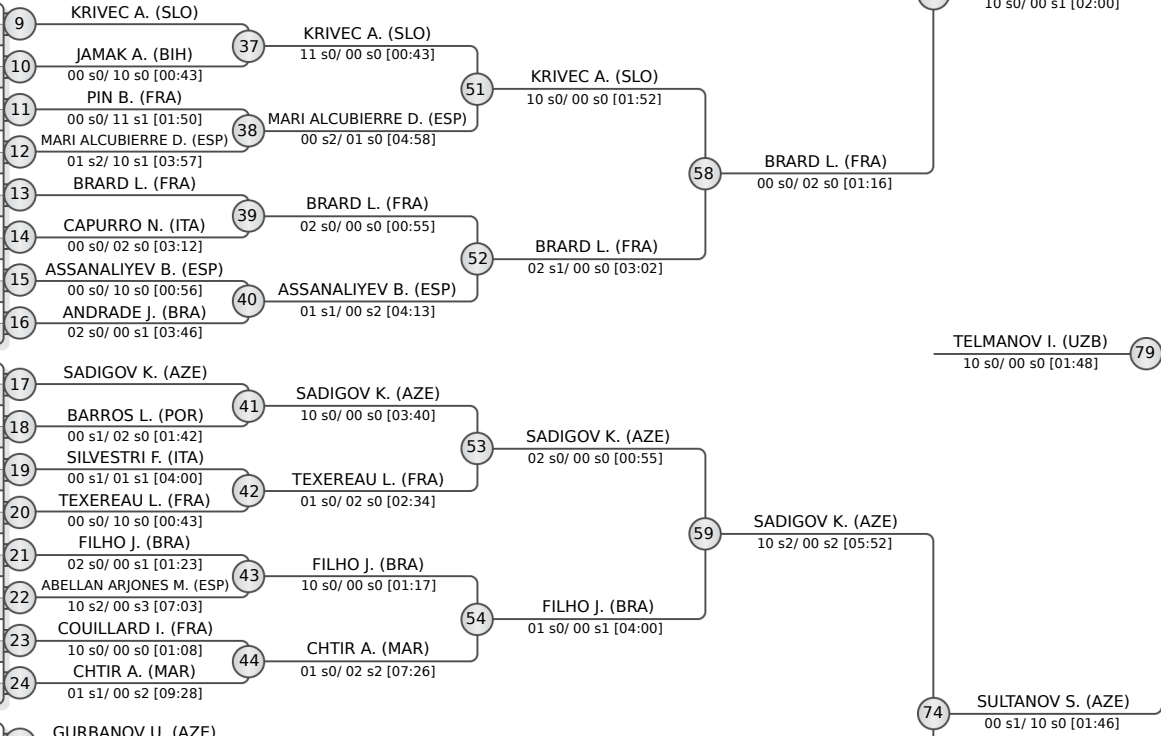 10 s0/ 00 s1 [02:00]
KRIVEC A. (SLO)
9
KRIVEC A. (SLO)
37
11 s0/ 00 s0 [00:43]
JAMAK A. (BIH)
10
00 s0/ 10 s0 [00:43]
KRIVEC A. (SLO)
51
10 s0/ 00 s0 [01:52]
PIN B. (FRA)
11
00 s0/ 11 s1 [01:50]
MARI ALCUBIERRE D. (ESP)
38
00 s2/ 01 s0 [04:58]
MARI ALCUBIERRE D. (ESP)
12
01 s2/ 10 s1 [03:57]
BRARD L. (FRA)
58
00 s0/ 02 s0 [01:16]
BRARD L. (FRA)
13
BRARD L. (FRA)
39
02 s0/ 00 s0 [00:55]
CAPURRO N. (ITA)
14
00 s0/ 02 s0 [03:12]
BRARD L. (FRA)
52
02 s1/ 00 s0 [03:02]
ASSANALIYEV B. (ESP)
15
00 s0/ 10 s0 [00:56]
ASSANALIYEV B. (ESP)
40
01 s1/ 00 s2 [04:13]
ANDRADE J. (BRA)
16
02 s0/ 00 s1 [03:46]
TELMANOV I. (UZB)
79
10 s0/ 00 s0 [01:48]
SADIGOV K. (AZE)
17
SADIGOV K. (AZE)
41
10 s0/ 00 s0 [03:40]
BARROS L. (POR)
18
00 s1/ 02 s0 [01:42]
SADIGOV K. (AZE)
53
02 s0/ 00 s0 [00:55]
SILVESTRI F. (ITA)
19
00 s1/ 01 s1 [04:00]
TEXEREAU L. (FRA)
42
01 s0/ 02 s0 [02:34]
TEXEREAU L. (FRA)
20
00 s0/ 10 s0 [00:43]
SADIGOV K. (AZE)
59
10 s2/ 00 s2 [05:52]
FILHO J. (BRA)
21
02 s0/ 00 s1 [01:23]
FILHO J. (BRA)
43
10 s0/ 00 s0 [01:17]
ABELLAN ARJONES M. (ESP)
22
10 s2/ 00 s3 [07:03]
FILHO J. (BRA)
54
01 s0/ 00 s1 [04:00]
COUILLARD I. (FRA)
23
10 s0/ 00 s0 [01:08]
CHTIR A. (MAR)
44
01 s0/ 02 s2 [07:26]
CHTIR A. (MAR)
24
01 s1/ 00 s2 [09:28]
SULTANOV S. (AZE)
74
00 s1/ 10 s0 [01:46]
GURBANOV U. (AZE)